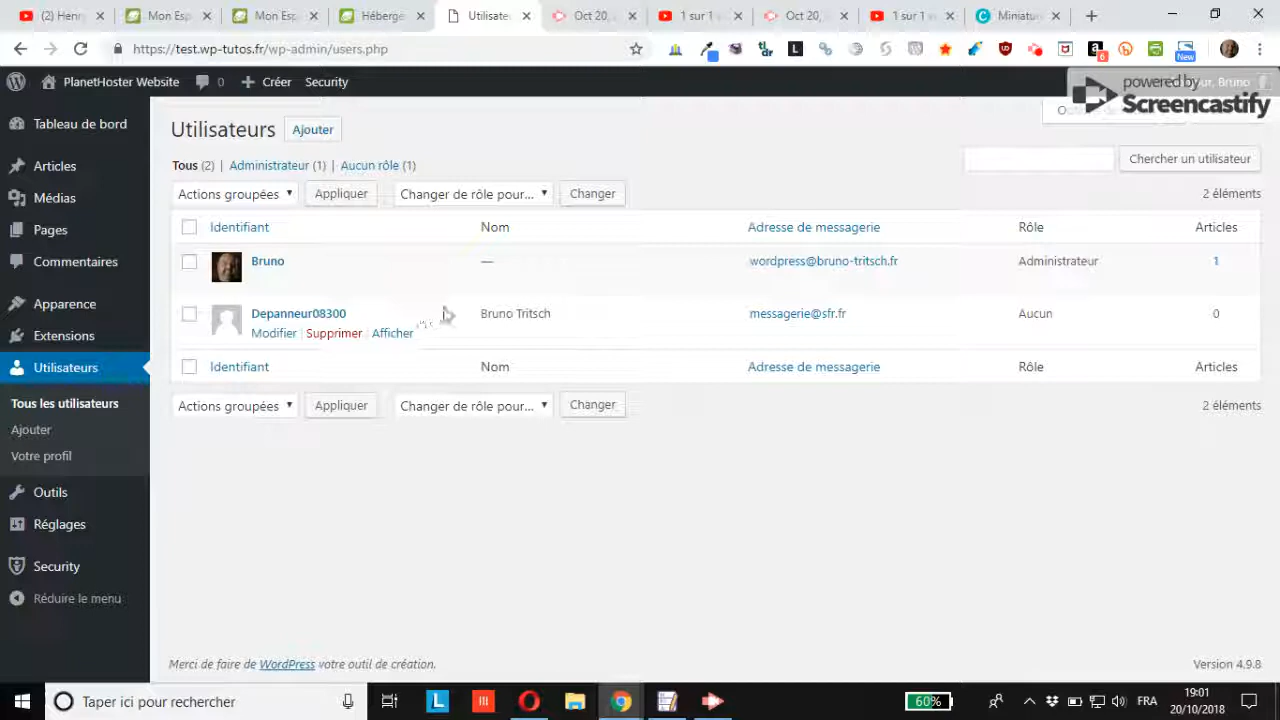 (2) Henr
Mon Esp
Mon Esp
Héberge
Utilisate
Oct 20,
1 sur 1
Oct 20,
1 sur 1
Miniatur
https://test.wp-tutos.fr/wp-admin/users.php
6
New
PlanetHoster Website 0 Créer Security
Bruno
powered by
Screencastify
Tableau de bord
Articles
Médias
Pages
Commentaires
Apparence
Extensions
Utilisateurs
Tous les utilisateurs
Ajouter
Votre profil
Outils
Réglages
Security
Réduire le menu
Utilisateurs Ajouter
Tous (2) | Administrateur (1) | Aucun rôle (1)
Chercher un utilisateur
Actions groupées Appliquer Changer de rôle pour... Changer 2 éléments
Identifiant Nom Adresse de messagerie Rôle Articles
Bruno — wordpress@bruno-tritsch.fr Administrateur 1
Depanneur08300 Bruno Tritsch messagerie@sfr.fr Aucun 0
Modifier | Supprimer | Afficher
Identifiant Nom Adresse de messagerie Rôle Articles
Actions groupées Appliquer Changer de rôle pour... Changer 2 éléments
Merci de faire de WordPress votre outil de création. Version 4.9.8
Taper ici pour rechercher
60%
FRA
19:01
20/10/2018